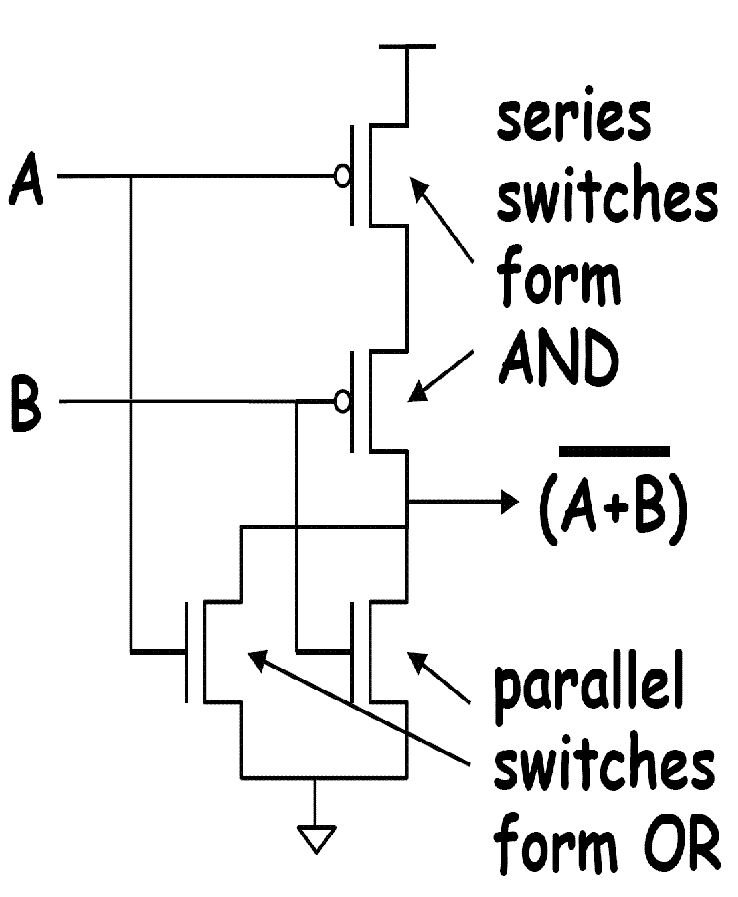 series
switches
form
AND
A
B
(A+B)
parallel
switches
form OR